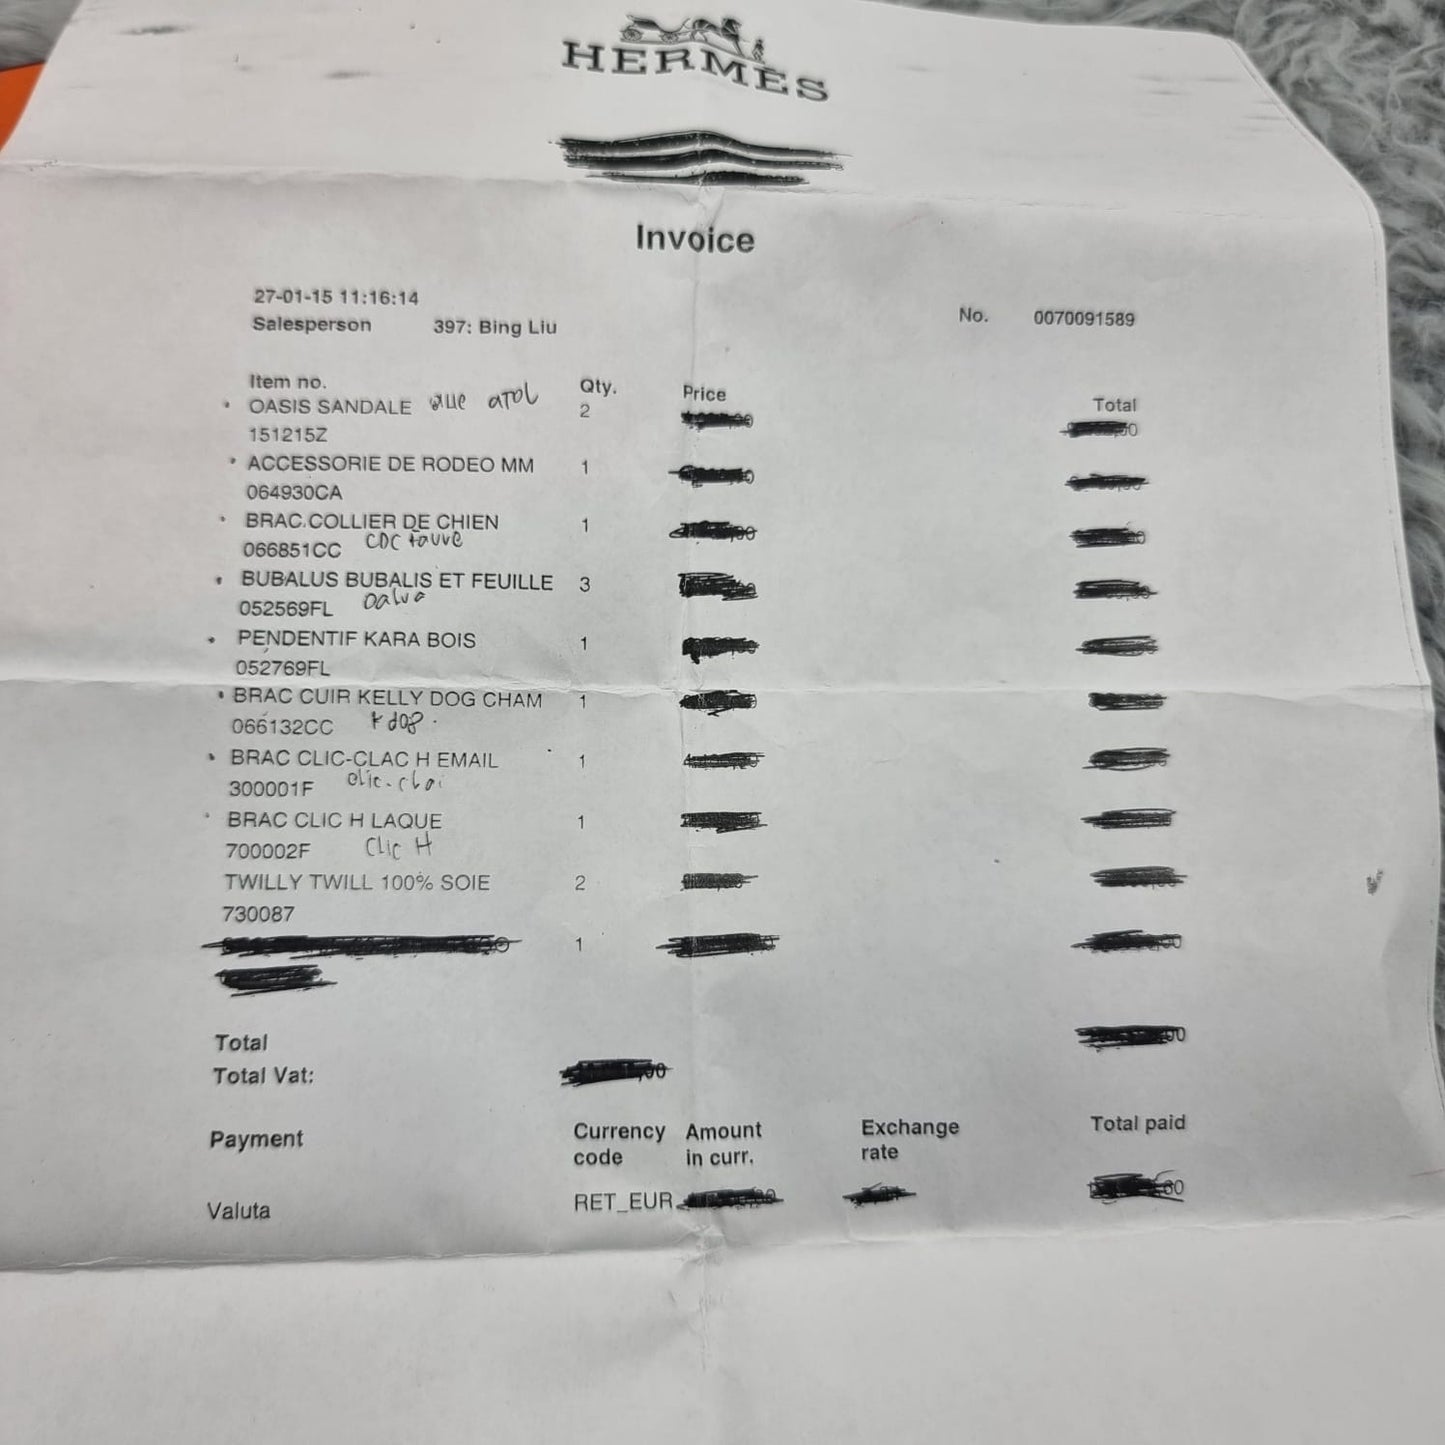 HERMÈS
Invoice
27-01-15 11:16:14
Salesperson 397: Bing Liu
No. 0070091589
Item no. Qty. Price Total
OASIS SANDALE 2
151215Z
ACCESSORIE DE RODEO MM 1
064930CA
BRAC.COLLIER DE CHIEN 1
066851CC CDC
BUBALUS BUBALIS ET FEUILLE 3
052569FL
PENDENTIF KARA BOIS 1
052769FL
BRAC CUIR KELLY DOG CHAM 1
066132CC
BRAC CLIC-CLAC H EMAIL 1
300001F
BRAC CLIC H LAQUE 1
700002F Clic H
TWILLY TWILL 100% SOIE 2
730087
1
Total
Total Vat:
Payment Currency code Amount in curr. Exchange rate Total paid
Valuta RET_EUR